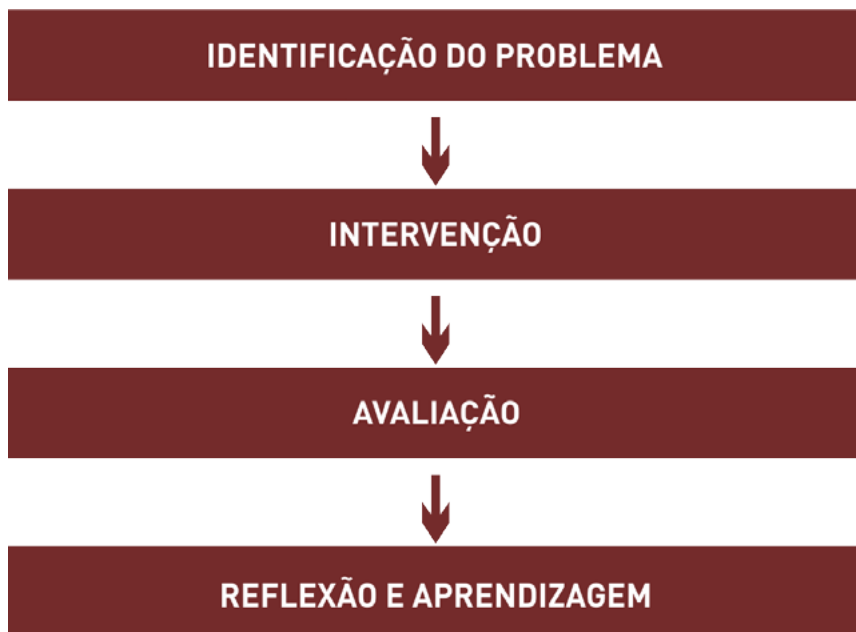 IDENTIFICAÇÃO DO PROBLEMA
INTERVENÇÃO
AVALIAÇÃO
REFLEXÃO E APRENDIZAGEM